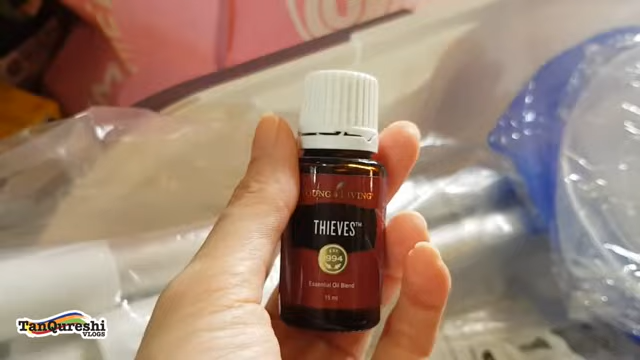 YOUNG LIVING
THIEVES™
EST.
1994
Essential Oil Blend
15 ml
TanQureshi
VLOGS